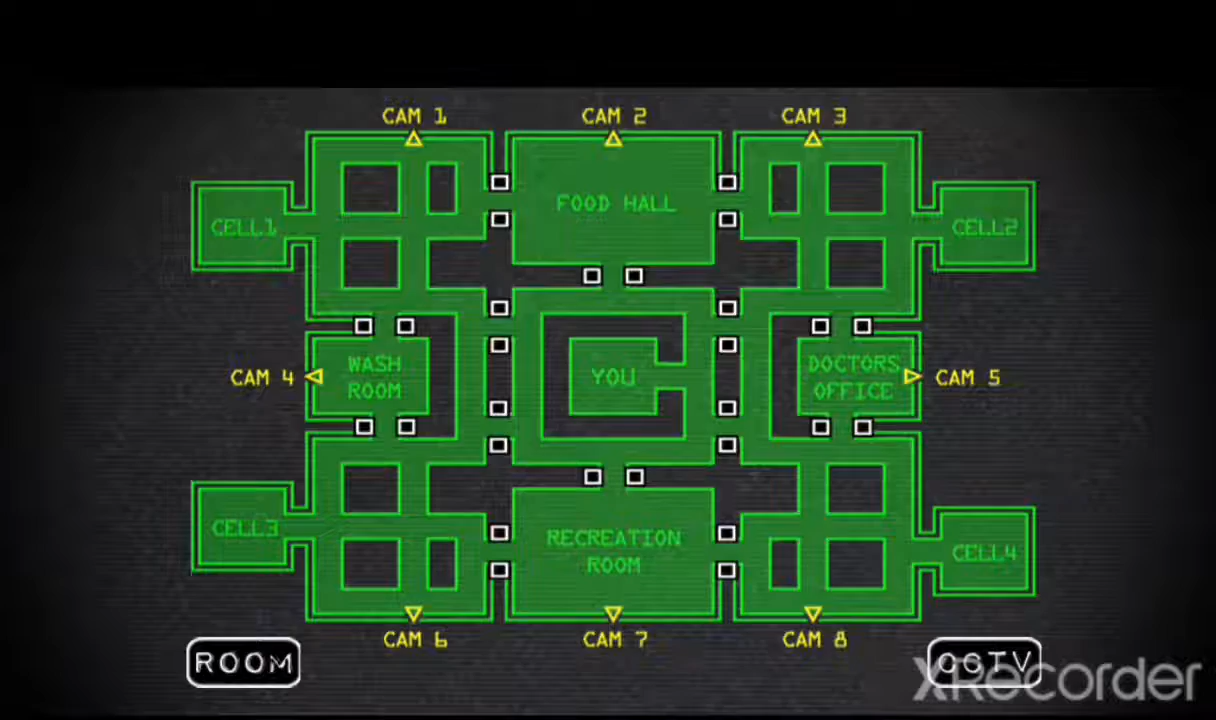 CAM 1
CAM 2
CAM 3
FOOD HALL
CELL1
CELL2
CAM 4
WASH
ROOM
YOU
DOCTORS
OFFICE
CAM 5
CELL3
RECREATION
ROOM
CELL4
CAM 6
CAM 7
CAM 8
ROOM
CCTV
XRecorder